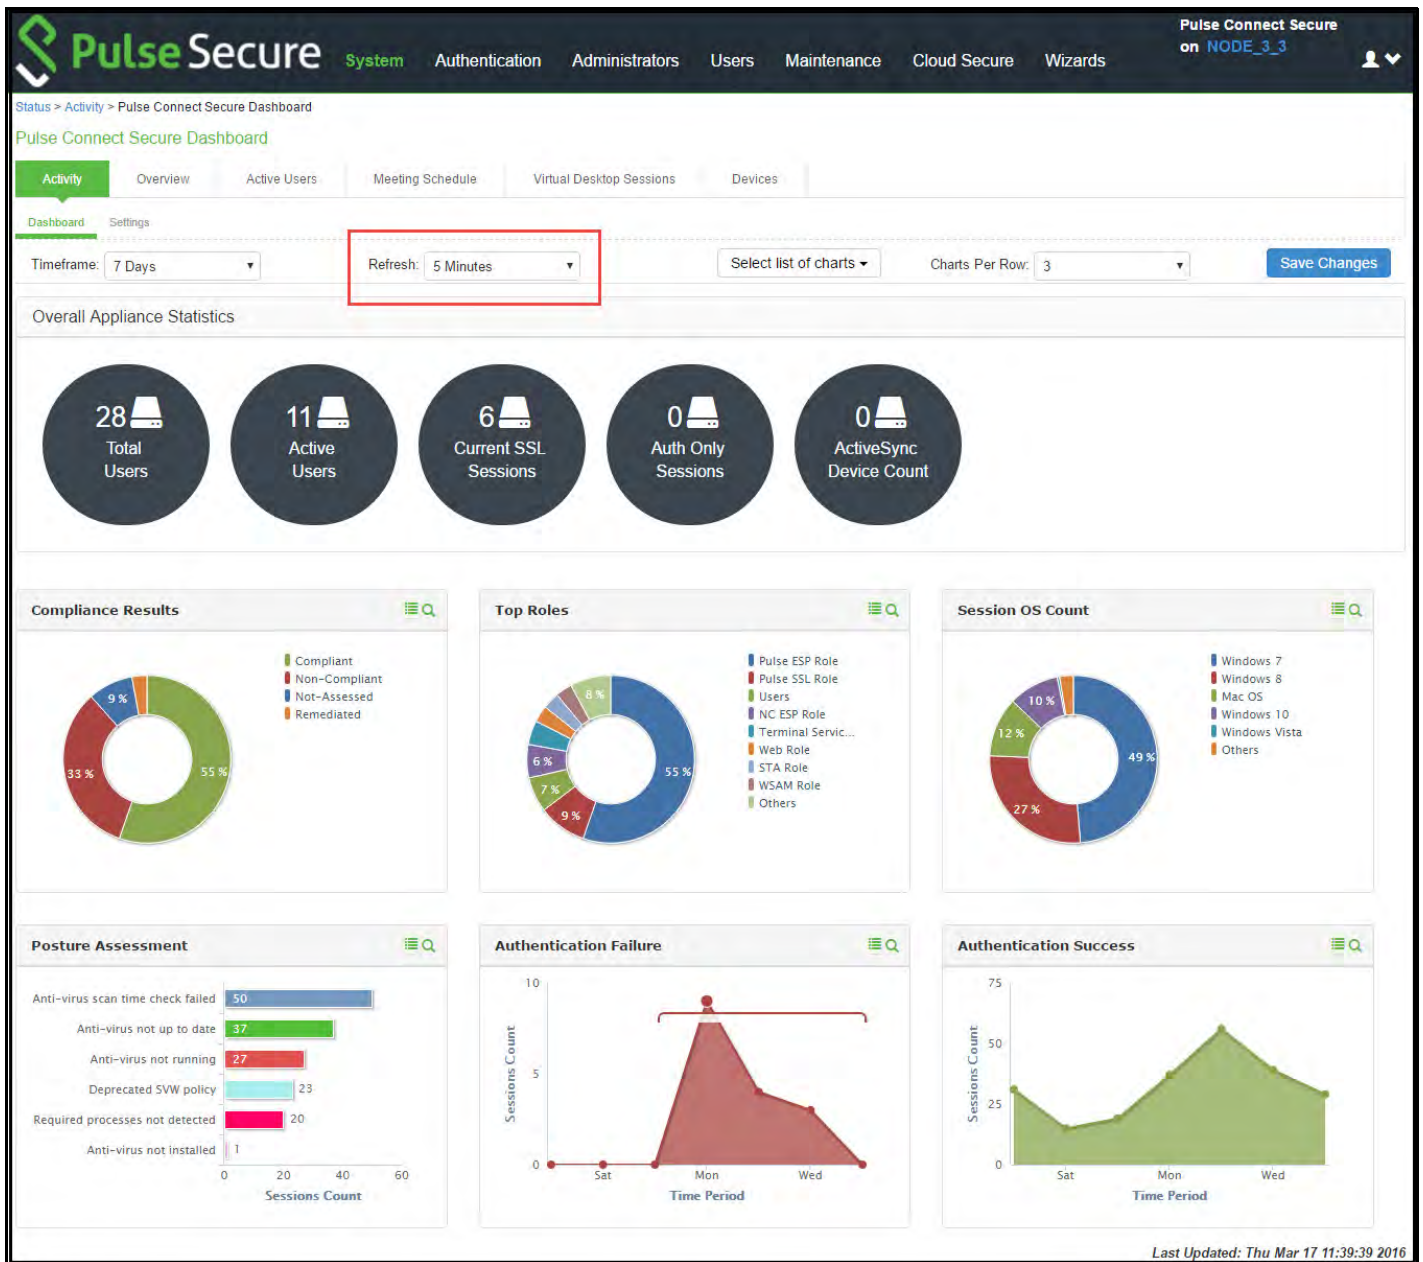 Pulse Secure
System Authentication Administrators Users Maintenance Cloud Secure Wizards
Pulse Connect Secure
on NODE_3_3
Status > Activity > Pulse Connect Secure Dashboard
Pulse Connect Secure Dashboard
Activity Overview Active Users Meeting Schedule Virtual Desktop Sessions Devices
Dashboard Settings
Timeframe: 7 Days Refresh: 5 Minutes Select list of charts Charts Per Row: 3 Save Changes
Overall Appliance Statistics
28
Total
Users
11
Active
Users
6
Current SSL
Sessions
0
Auth Only
Sessions
0
ActiveSync
Device Count
Compliance Results
Compliant
Non-Compliant
Not-Assessed
Remediated
9 %
33 %
55 %
Top Roles
Pulse ESP Role
Pulse SSL Role
Users
NC ESP Role
Terminal Servic...
Web Role
STA Role
WSAM Role
Others
8 %
6 %
7 %
9 %
55 %
Session OS Count
Windows 7
Windows 8
Mac OS
Windows 10
Windows Vista
Others
10 %
12 %
49 %
27 %
Posture Assessment
Anti-virus scan time check failed 50
Anti-virus not up to date 37
Anti-virus not running 27
Deprecated SVW policy 23
Required processes not detected 20
Anti-virus not installed 1
0 20 40 60
Sessions Count
Authentication Failure
10
5
0
Sessions Count
Sat Mon Wed
Time Period
Authentication Success
75
50
25
0
Sessions Count
Sat Mon Wed
Time Period
Last Updated: Thu Mar 17 11:39:39 2016